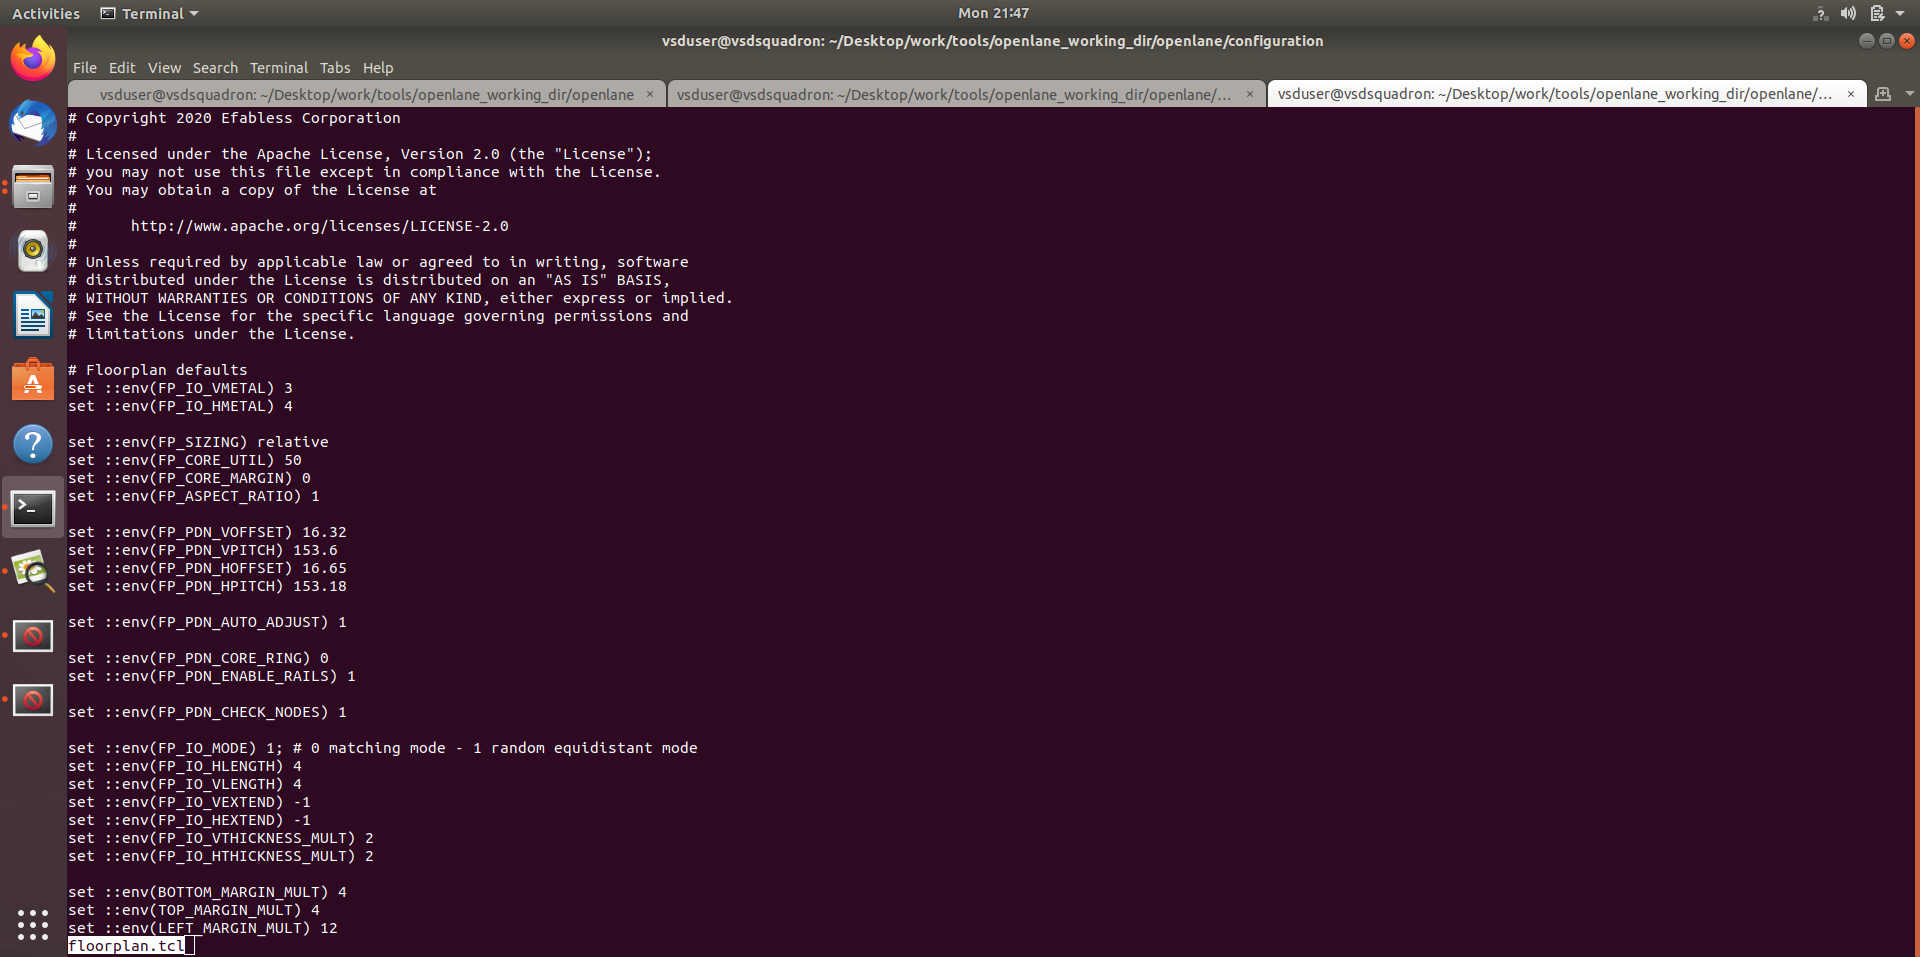 Activities Terminal Mon 21:47
vsduser@vsdsquadron: ~/Desktop/work/tools/openlane_working_dir/openlane/configuration
File Edit View Search Terminal Tabs Help
vsduser@vsdsquadron: ~/Desktop/work/tools/openlane_working_dir/openlane × vsduser@vsdsquadron: ~/Desktop/work/tools/openlane_working_dir/openlane/... × vsduser@vsdsquadron: ~/Desktop/work/tools/openlane_working_dir/openlane/... ×
# Copyright 2020 Efabless Corporation
#
# Licensed under the Apache License, Version 2.0 (the "License");
# you may not use this file except in compliance with the License.
# You may obtain a copy of the License at
#
#      http://www.apache.org/licenses/LICENSE-2.0
#
# Unless required by applicable law or agreed to in writing, software
# distributed under the License is distributed on an "AS IS" BASIS,
# WITHOUT WARRANTIES OR CONDITIONS OF ANY KIND, either express or implied.
# See the License for the specific language governing permissions and
# limitations under the License.
# Floorplan defaults
set ::env(FP_IO_VMETAL) 3
set ::env(FP_IO_HMETAL) 4
set ::env(FP_SIZING) relative
set ::env(FP_CORE_UTIL) 50
set ::env(FP_CORE_MARGIN) 0
set ::env(FP_ASPECT_RATIO) 1
set ::env(FP_PDN_VOFFSET) 16.32
set ::env(FP_PDN_VPITCH) 153.6
set ::env(FP_PDN_HOFFSET) 16.65
set ::env(FP_PDN_HPITCH) 153.18
set ::env(FP_PDN_AUTO_ADJUST) 1
set ::env(FP_PDN_CORE_RING) 0
set ::env(FP_PDN_ENABLE_RAILS) 1
set ::env(FP_PDN_CHECK_NODES) 1
set ::env(FP_IO_MODE) 1; # 0 matching mode - 1 random equidistant mode
set ::env(FP_IO_HLENGTH) 4
set ::env(FP_IO_VLENGTH) 4
set ::env(FP_IO_VEXTEND) -1
set ::env(FP_IO_HEXTEND) -1
set ::env(FP_IO_VTHICKNESS_MULT) 2
set ::env(FP_IO_HTHICKNESS_MULT) 2
set ::env(BOTTOM_MARGIN_MULT) 4
set ::env(TOP_MARGIN_MULT) 4
set ::env(LEFT_MARGIN_MULT) 12
floorplan.tcl